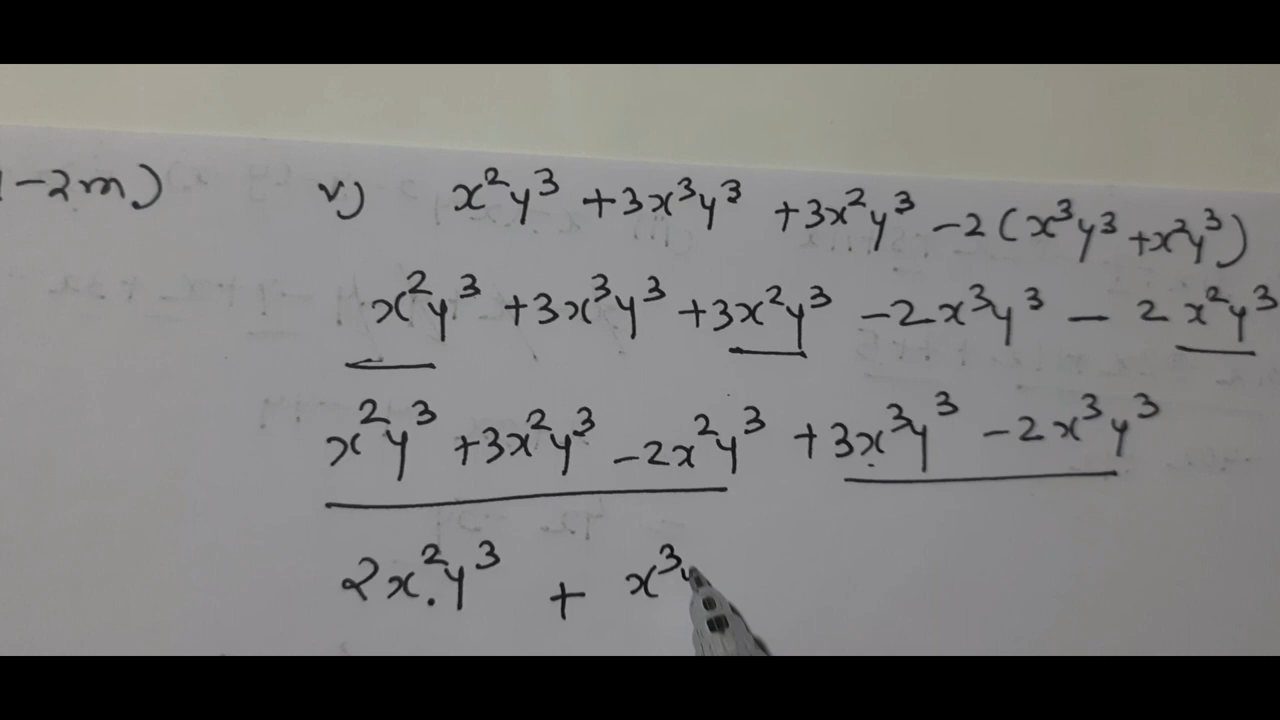 -2m) v) x²y³ +3x³y³ +3x²y³ -2(x³y³ +x²y³)
x²y³ +3x³y³ +3x²y³ -2x³y³ - 2x²y³
x²y³ +3x²y³ -2x²y³ +3x³y³ -2x³y³
2x²y³ + x³